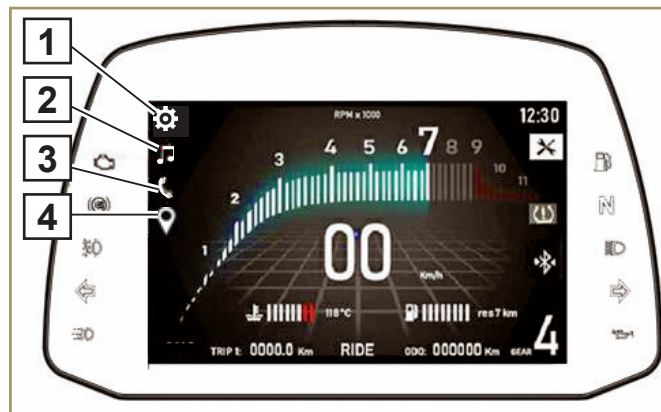 1
2
3
4
RPM x 1000
12:30
1 2 3 4 5 6 7 8 9 10 11
00
Km/h
118°C
res 7 km
TRIP 1: 0000.0 Km
RIDE
ODO: 000000 Km
GEAR 4
N